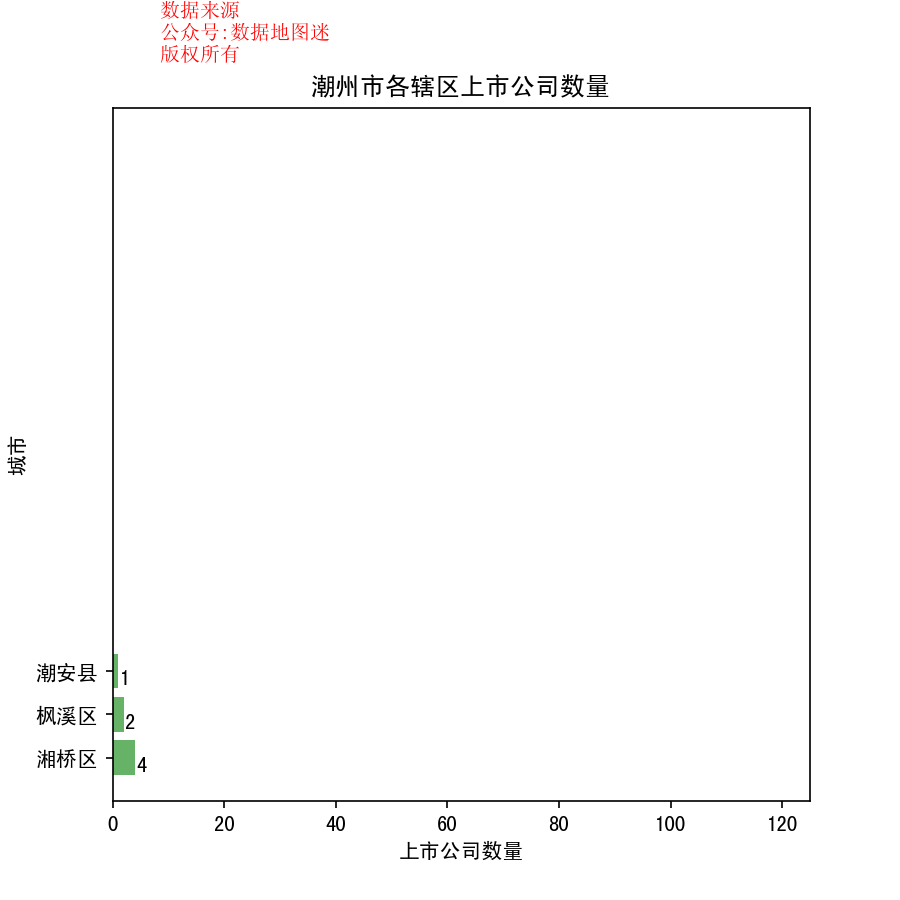 数据来源
公众号:数据地图迷
版权所有
潮州市各辖区上市公司数量
城市
潮安县 1
枫溪区 2
湘桥区 4
0 20 40 60 80 100 120
上市公司数量